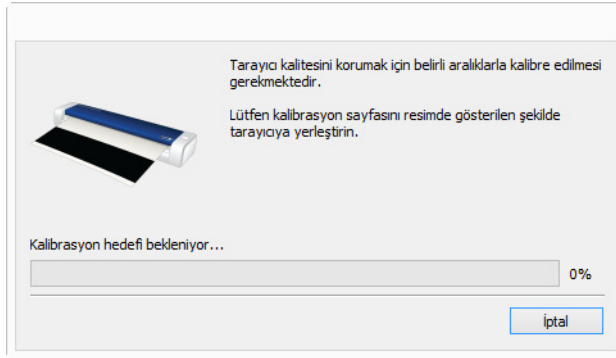 Tarayıcı kalitesini korumak için belirli aralıklarla kalibre edilmesi
gerekmektedir.
Lütfen kalibrasyon sayfasını resimde gösterilen şekilde
tarayıcıya yerleştirin.
Kalibrasyon hedefi bekleniyor...
0%
İptal